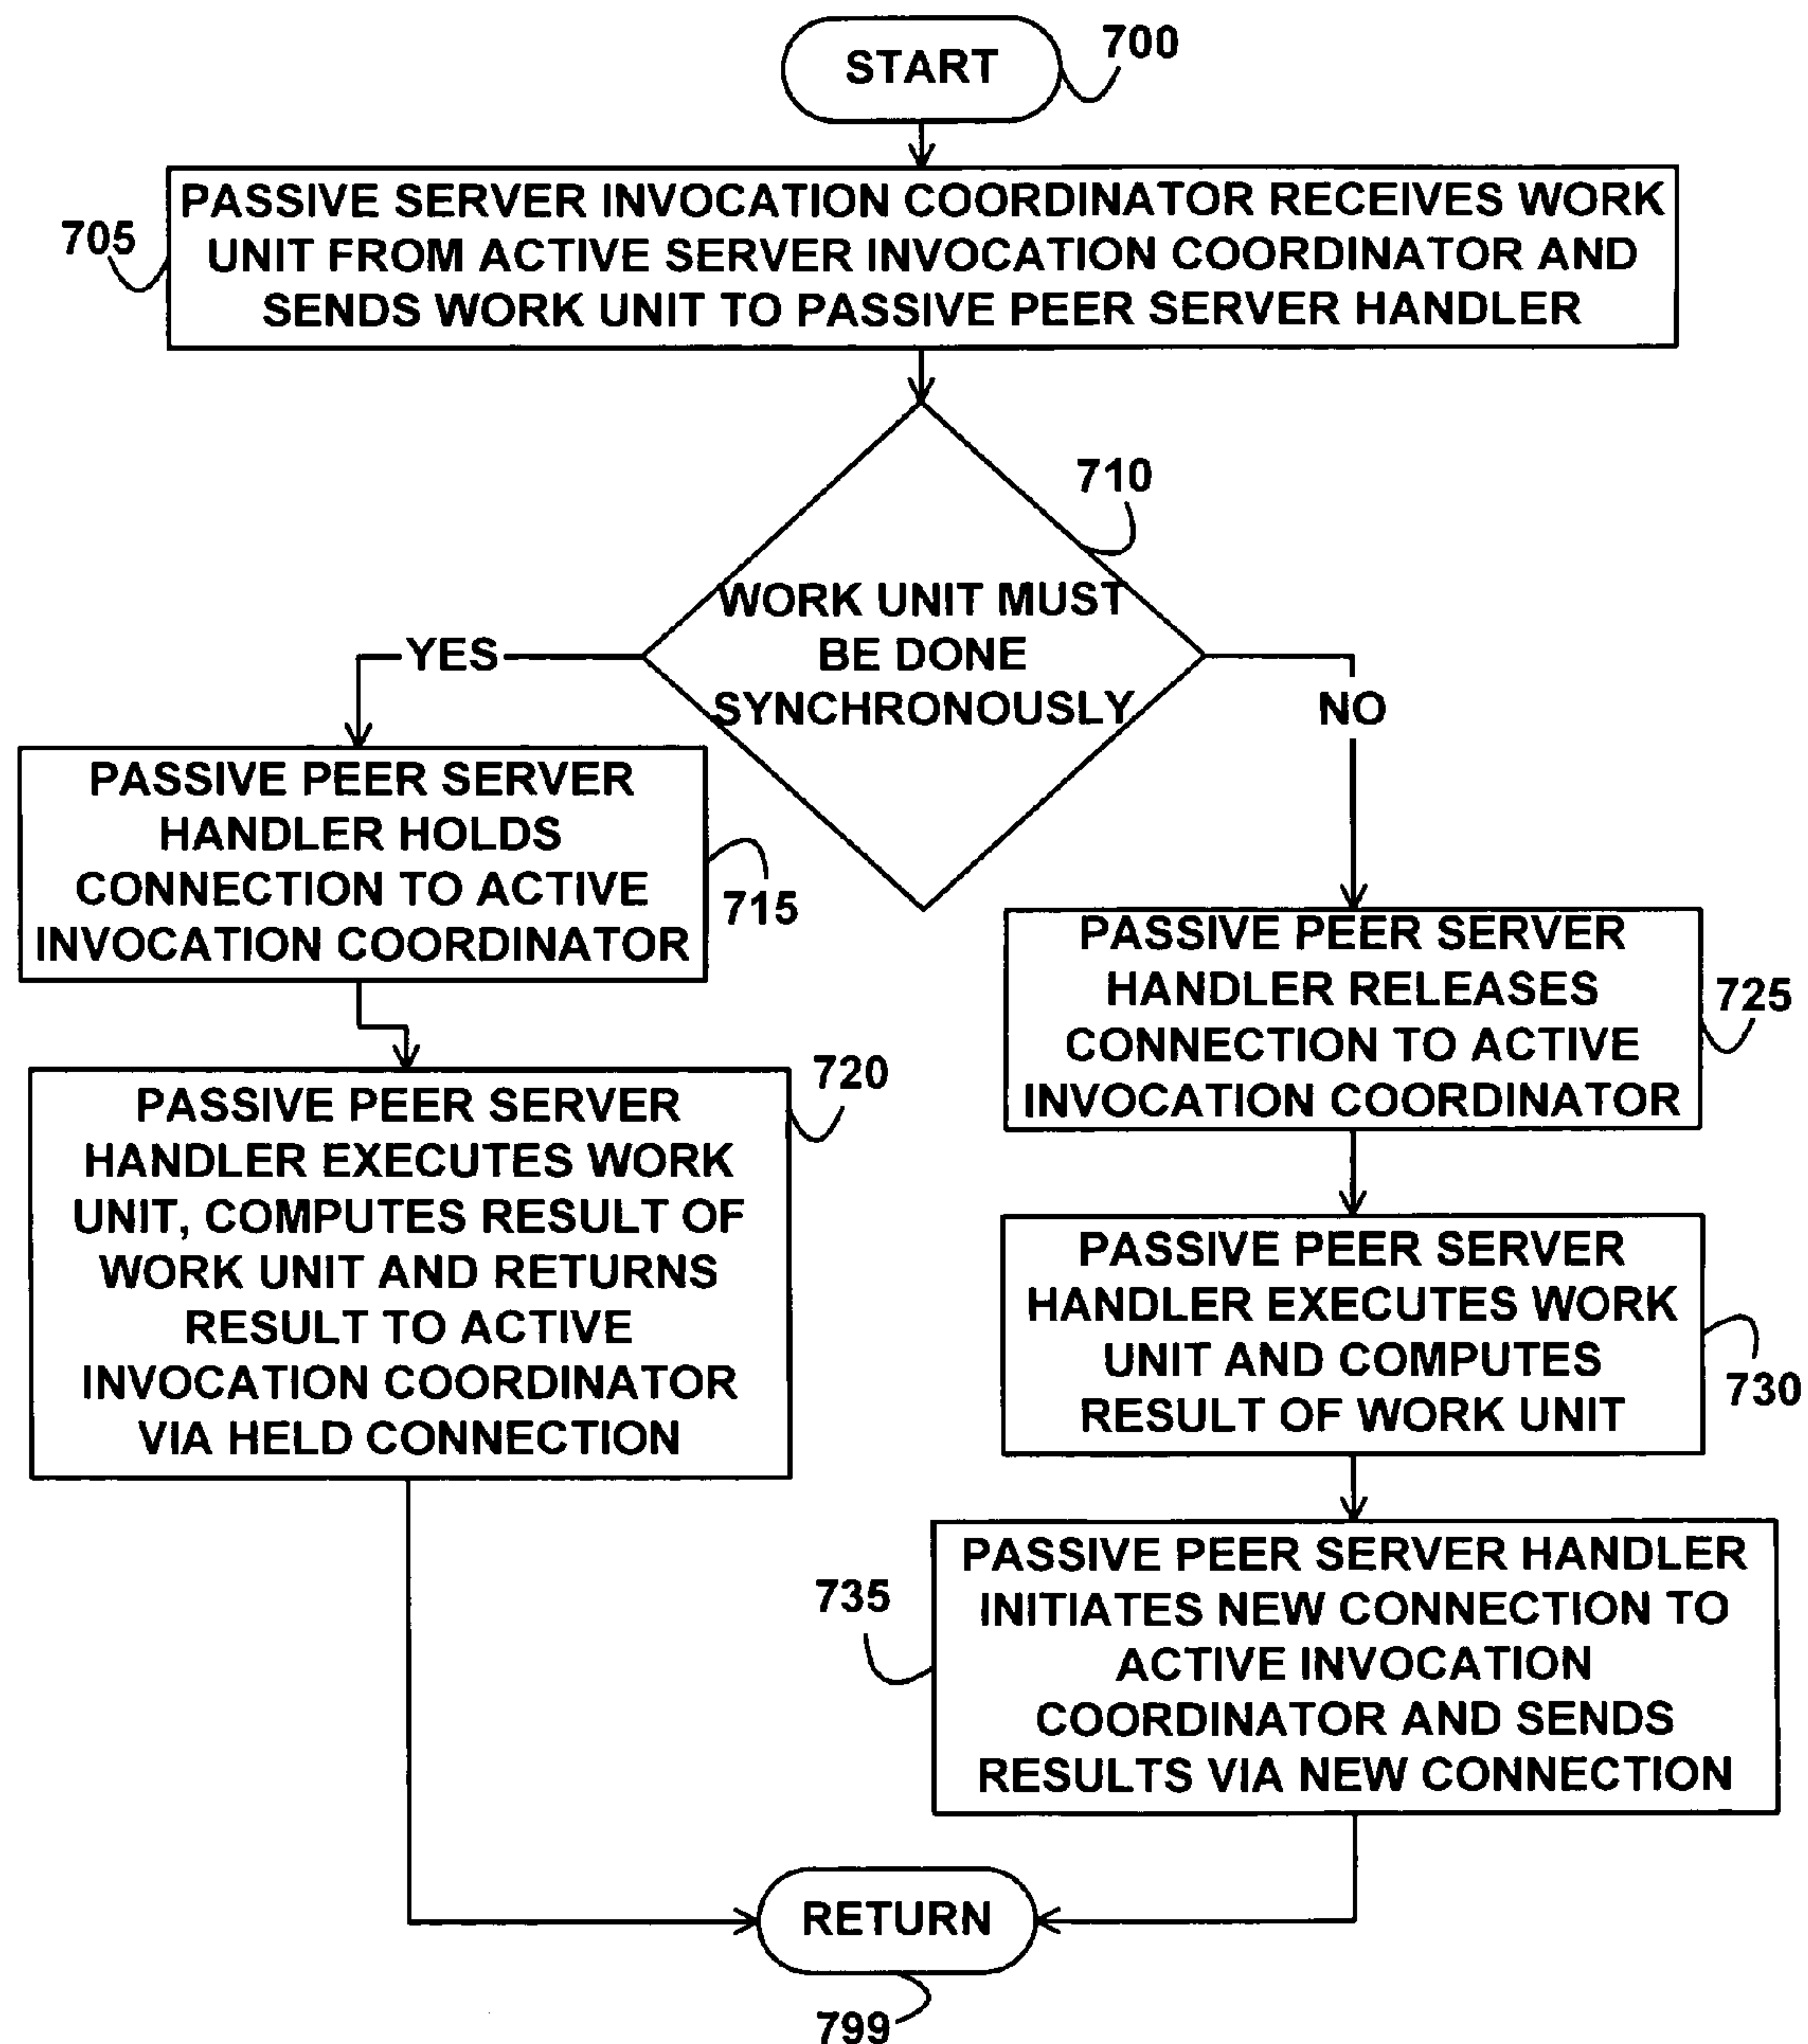 START
700
PASSIVE SERVER INVOCATION COORDINATOR RECEIVES WORK
UNIT FROM ACTIVE SERVER INVOCATION COORDINATOR AND
SENDS WORK UNIT TO PASSIVE PEER SERVER HANDLER
705
710
WORK UNIT MUST
BE DONE
SYNCHRONOUSLY
YES
NO
PASSIVE PEER SERVER
HANDLER HOLDS
CONNECTION TO ACTIVE
INVOCATION COORDINATOR
715
PASSIVE PEER SERVER
HANDLER EXECUTES WORK
UNIT, COMPUTES RESULT OF
WORK UNIT AND RETURNS
RESULT TO ACTIVE
INVOCATION COORDINATOR
VIA HELD CONNECTION
720
PASSIVE PEER SERVER
HANDLER RELEASES
CONNECTION TO ACTIVE
INVOCATION COORDINATOR
725
PASSIVE PEER SERVER
HANDLER EXECUTES WORK
UNIT AND COMPUTES
RESULT OF WORK UNIT
730
PASSIVE PEER SERVER HANDLER
INITIATES NEW CONNECTION TO
ACTIVE INVOCATION
COORDINATOR AND SENDS
RESULTS VIA NEW CONNECTION
735
RETURN
799